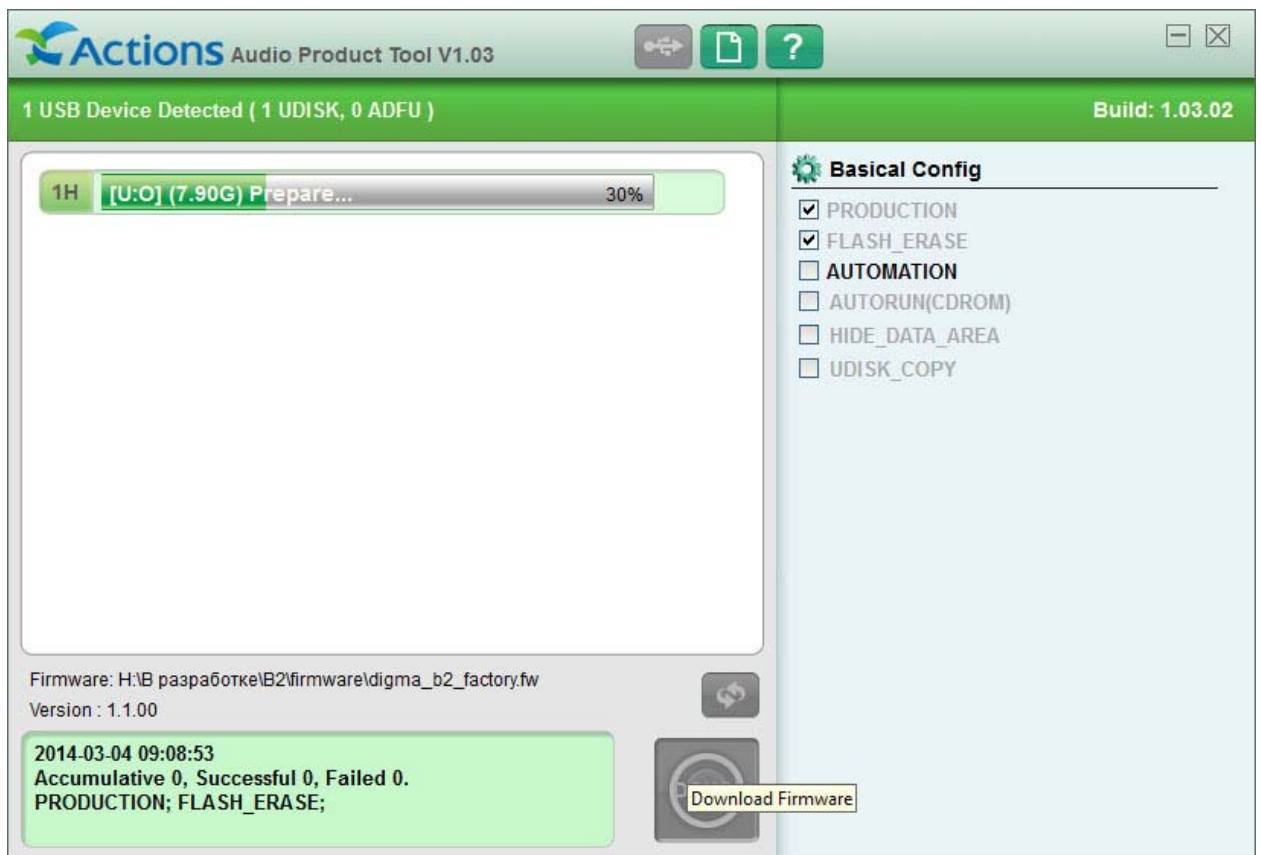 Actions Audio Product Tool V1.03
?
1 USB Device Detected ( 1 UDISK, 0 ADFU )
Build: 1.03.02
1H [U:O] (7.90G) Prepare... 30%
Basical Config
PRODUCTION
FLASH_ERASE
AUTOMATION
AUTORUN(CDROM)
HIDE_DATA_AREA
UDISK_COPY
Firmware: H:\В разработке\B2\firmware\digma_b2_factory.fw
Version : 1.1.00
2014-03-04 09:08:53
Accumulative 0, Successful 0, Failed 0.
PRODUCTION; FLASH_ERASE;
Download Firmware